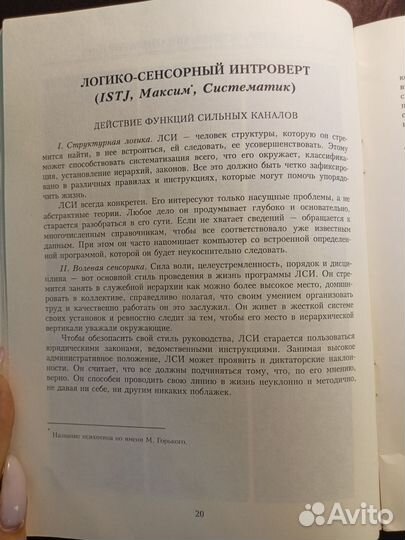 ЛОГИКО-СЕНСОРНЫЙ ИНТРОВЕРТ
(ISTJ, Максим*, Систематик)
ДЕЙСТВИЕ ФУНКЦИЙ СИЛЬНЫХ КАНАЛОВ
I. Структурная логика. ЛСИ — человек структуры, которую он стре-
мится найти, в нее встроиться, ей следовать, ее усовершенствовать. Этому
может способствовать систематизация всего, что его окружает, классифика-
ция, установление иерархий, законов. Все это должно быть четко зафиксиро-
вано в различных правилах и инструкциях, которые могут помочь упорядо-
чить жизнь.
ЛСИ всегда конкретен. Его интересуют только насущные проблемы, а не
абстрактные теории. Любое дело он продумывает глубоко и основательно,
старается разобраться в его сути. Если не хватает сведений — обращается к
многочисленным справочникам, чтобы все соответствовало уже известным
данным. При этом он часто напоминает компьютер со встроенной определен-
ной программой, которой он будет неукоснительно следовать.
II. Волевая сенсорика. Сила воли, целеустремленность, порядок и дисци-
плина — вот основной стиль проведения в жизнь программы ЛСИ. Он стре-
мится занять в служебной иерархии как можно более высокое место, домини-
ровать в коллективе, справедливо полагая, что своим умением организовать
труд и качественно работать он это заслужил. Он живет в жесткой системе
своих установок и ревностно следит за тем, чтобы его место в иерархической
вертикали уважали окружающие.
Чтобы обезопасить свой стиль руководства, ЛСИ старается пользоваться
юридическими законами, ведомственными инструкциями. Занимая высокое
административное положение, ЛСИ может проявить и диктаторские наклон-
ности. Он считает, что все должны подчиняться тому, что, по его мнению,
верно. Он способен проводить свою линию в жизнь неуклонно и методично,
не давая ни себе, ни другим никаких поблажек.
* Название психотипа по имени М. Горького.
20
Avito